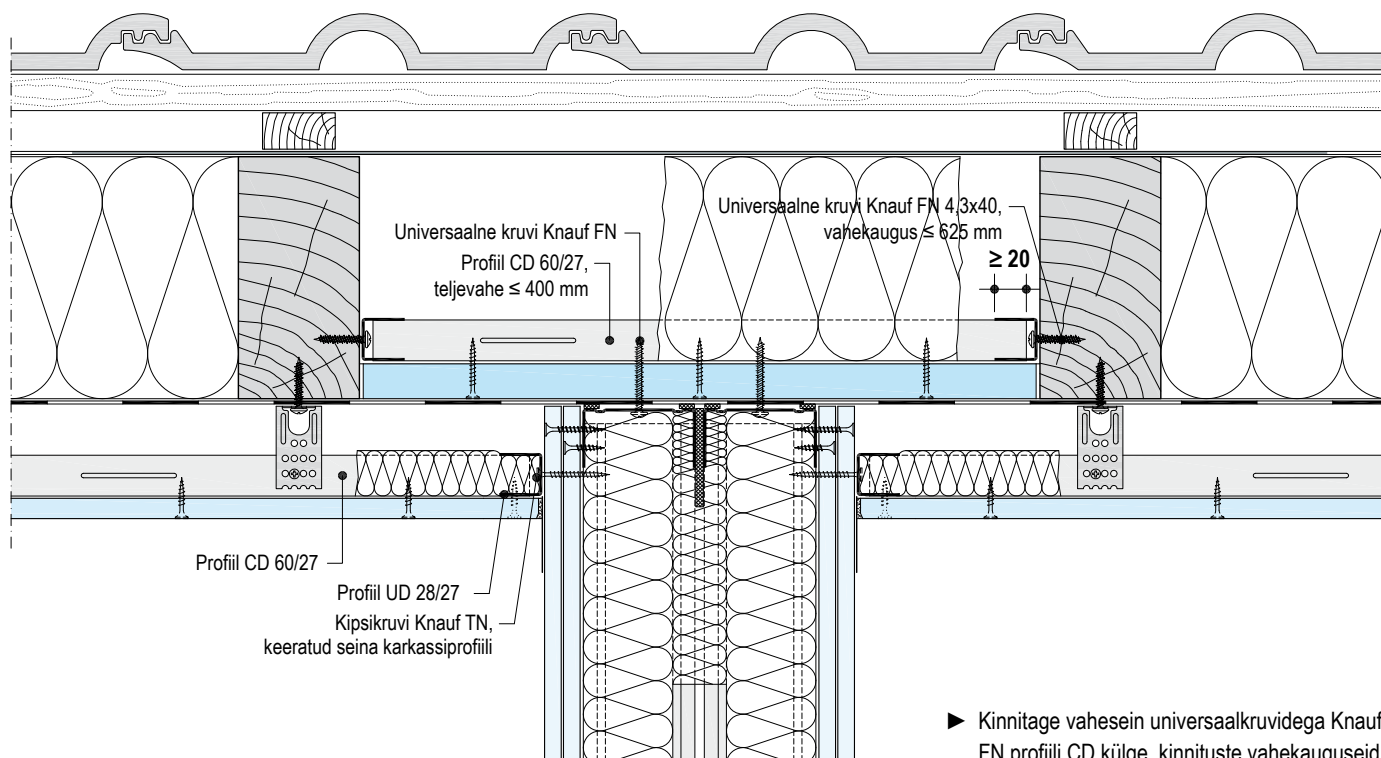 Universaalne kruvi Knauf FN 4,3x40,
vahekaugus ≤ 625 mm
≥ 20
Universaalne kruvi Knauf FN
Profiil CD 60/27,
teljevahe ≤ 400 mm
Profiil CD 60/27
Profiil UD 28/27
Kipsikruvi Knauf TN,
keeratud seina karkassiprofiili
► Kinnitage vahesein universaalkruvidega Knauf
FN profiili CD külge, kinnituste vahekauguseid